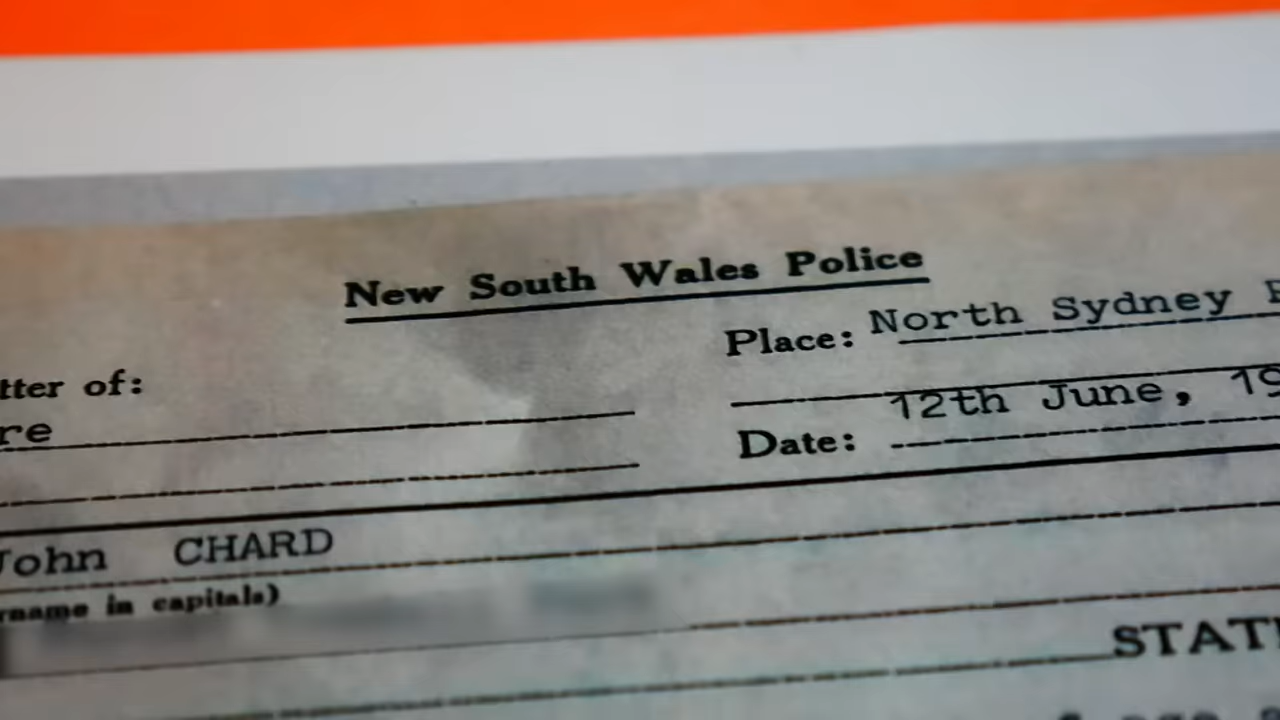 New South Wales Police
Place: North Sydney
tter of:
re
12th June, 19
Date:
John CHARD
rname in capitals)
STAT